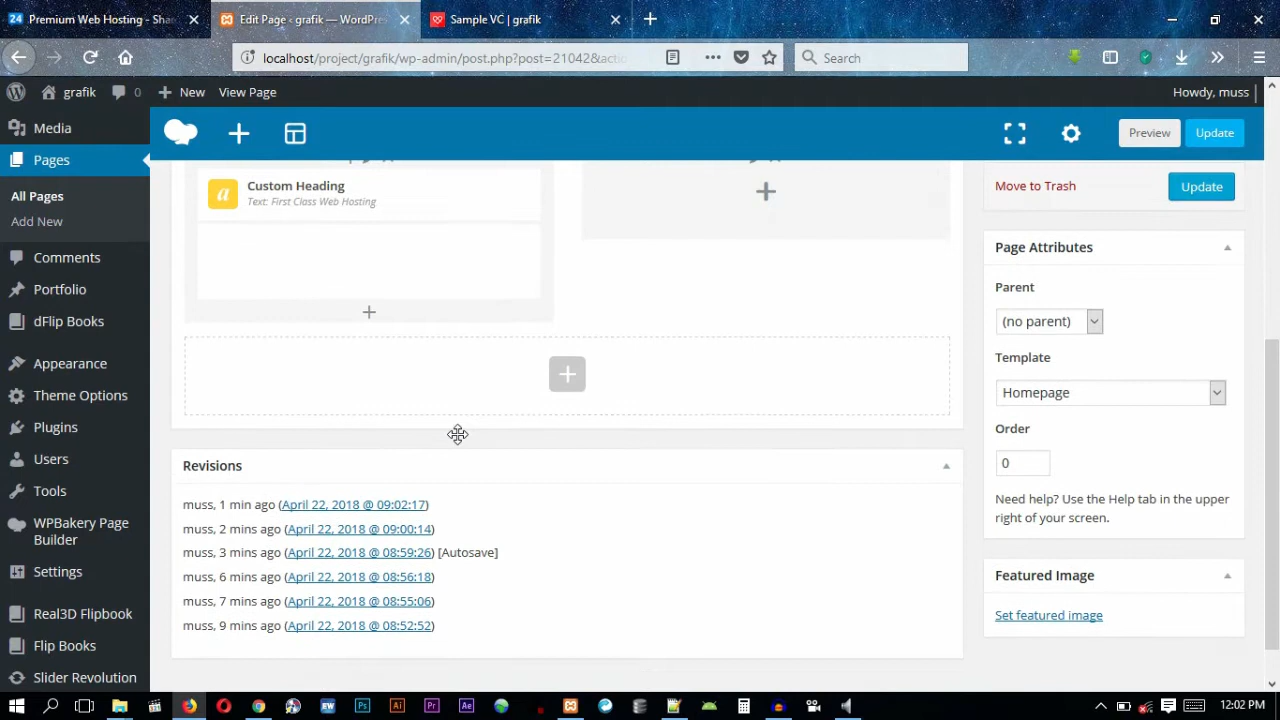 Premium Web Hosting - Sha
Edit Page ‹ grafik — WordPre
Sample VC | grafik
localhost/project/grafik/wp-admin/post.php?post=21042&acti
Search
grafik
0
New
View Page
Howdy, muss
Media
Pages
All Pages
Add New
Comments
Portfolio
dFlip Books
Appearance
Theme Options
Plugins
Users
Tools
WPBakery Page
Builder
Settings
Real3D Flipbook
Flip Books
Slider Revolution
Preview
Update
Custom Heading
Text: First Class Web Hosting
Revisions
muss, 1 min ago (April 22, 2018 @ 09:02:17)
muss, 2 mins ago (April 22, 2018 @ 09:00:14)
muss, 3 mins ago (April 22, 2018 @ 08:59:26) [Autosave]
muss, 6 mins ago (April 22, 2018 @ 08:56:18)
muss, 7 mins ago (April 22, 2018 @ 08:55:06)
muss, 9 mins ago (April 22, 2018 @ 08:52:52)
Move to Trash
Update
Page Attributes
Parent
(no parent)
Template
Homepage
Order
0
Need help? Use the Help tab in the upper
right of your screen.
Featured Image
Set featured image
12:02 PM